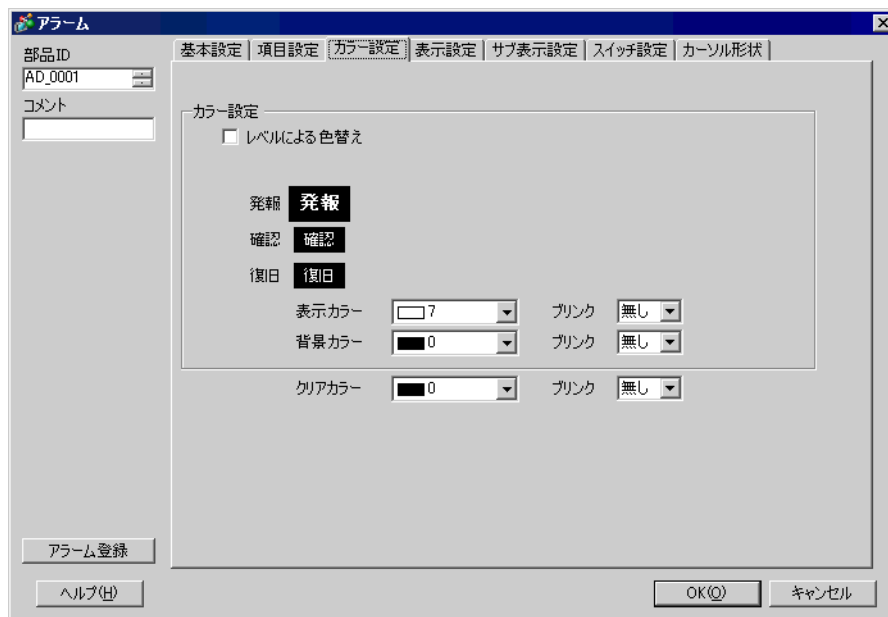 アラーム
部品ID
AD_0001
コメント
基本設定 項目設定 カラー設定 表示設定 サブ表示設定 スイッチ設定 カーソル形状
カラー設定
レベルによる色替え
発報 発報
確認 確認
復旧 復旧
表示カラー 7 ブリンク 無し
背景カラー 0 ブリンク 無し
クリアカラー 0 ブリンク 無し
アラーム登録
ヘルプ(H) OK(O) キャンセル